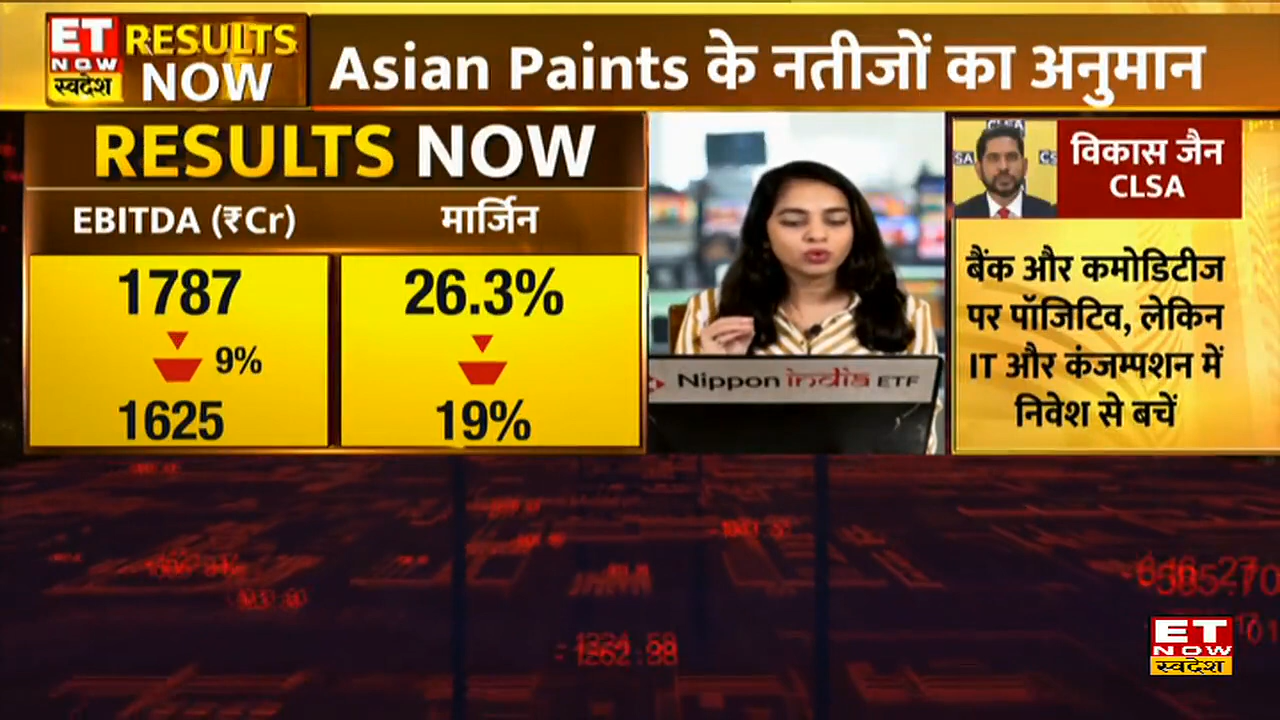 ET NOW स्वदेश
RESULTS NOW
Asian Paints के नतीजों का अनुमान
RESULTS NOW
EBITDA (₹Cr)
मार्जिन
1787
26.3%
9%
1625
19%
Nippon india ETF
CLSA
विकास जैन
CLSA
बैंक और कमोडिटीज
पर पॉजिटिव, लेकिन
IT और कंजम्पशन में
निवेश से बचें
ET
NOW
स्वदेश